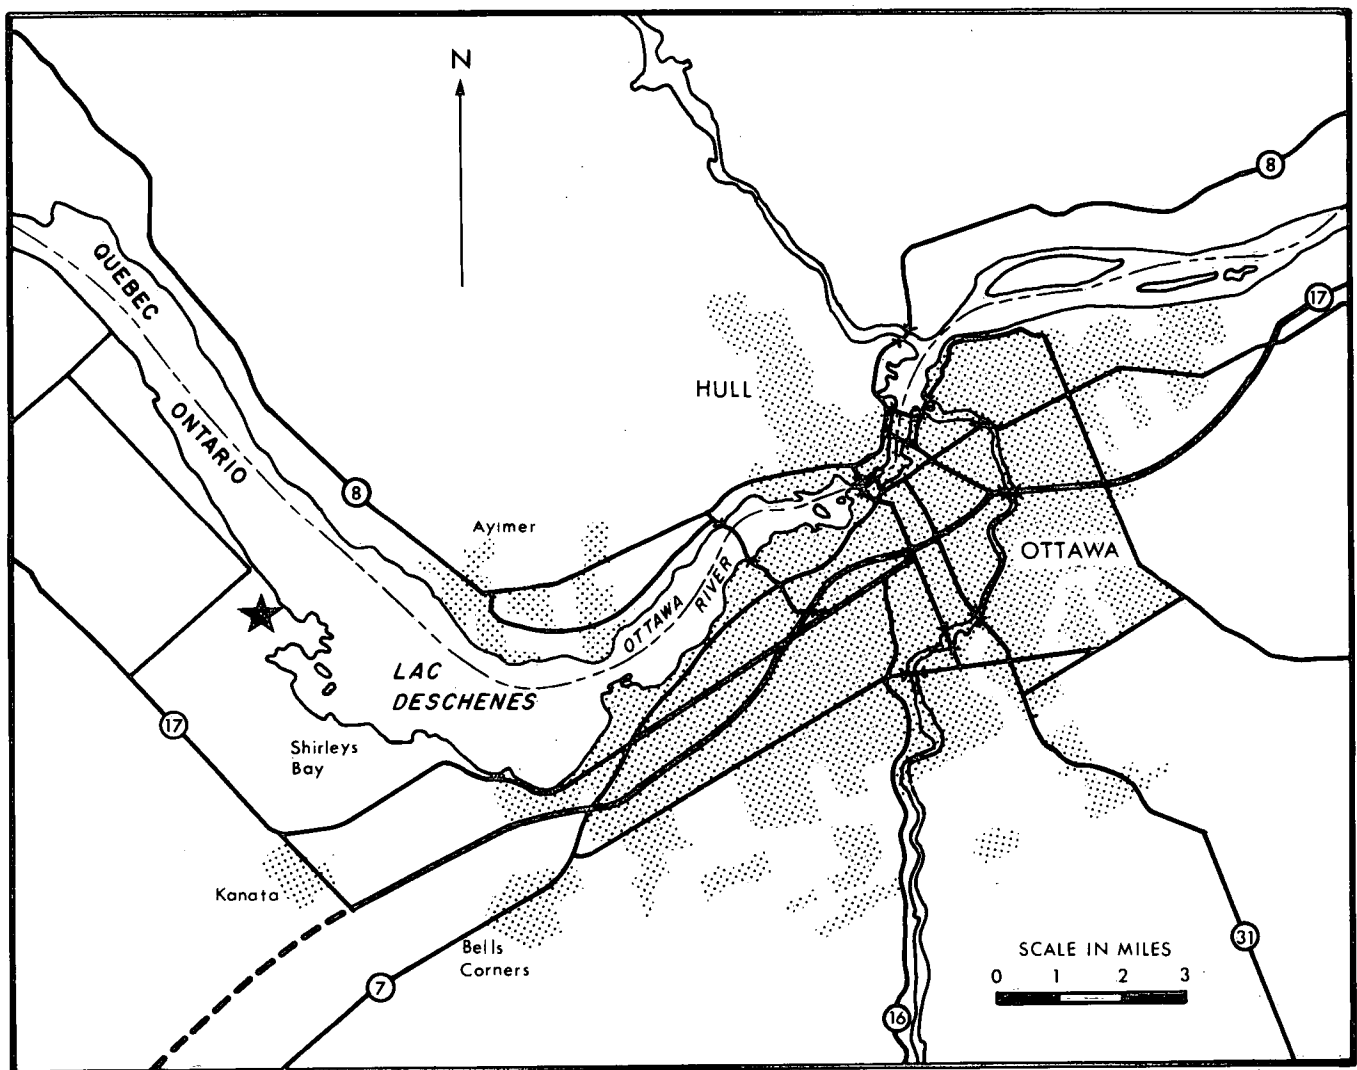 N
8
QUEBEC
17
HULL
ONTARIO
8
Aylmer
OTTAWA
OTTAWA
RIVER
LAC
DESCHENES
17
Shirleys
Bay
Kanata
Bells
Corners
7
16
31
SCALE IN MILES
0 1 2 3